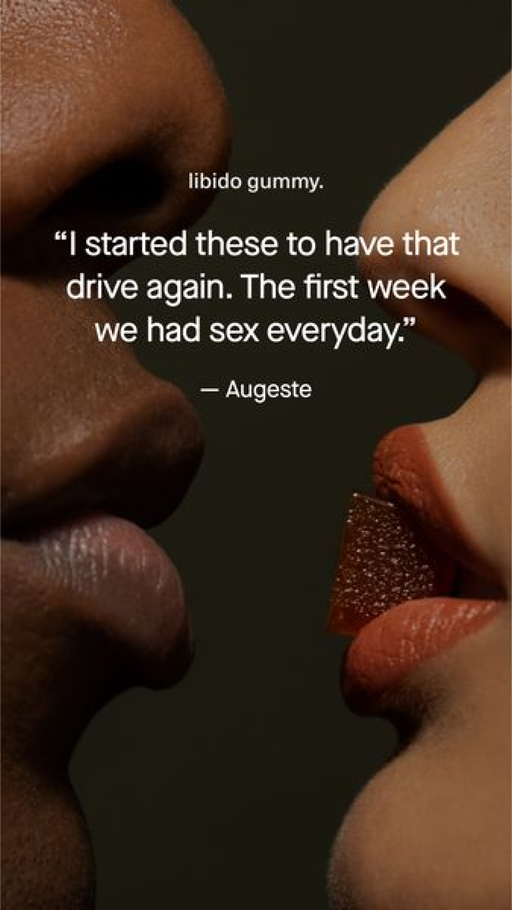 libido gummy.
“I started these to have that
drive again. The first week
we had sex everyday.”
— Augeste